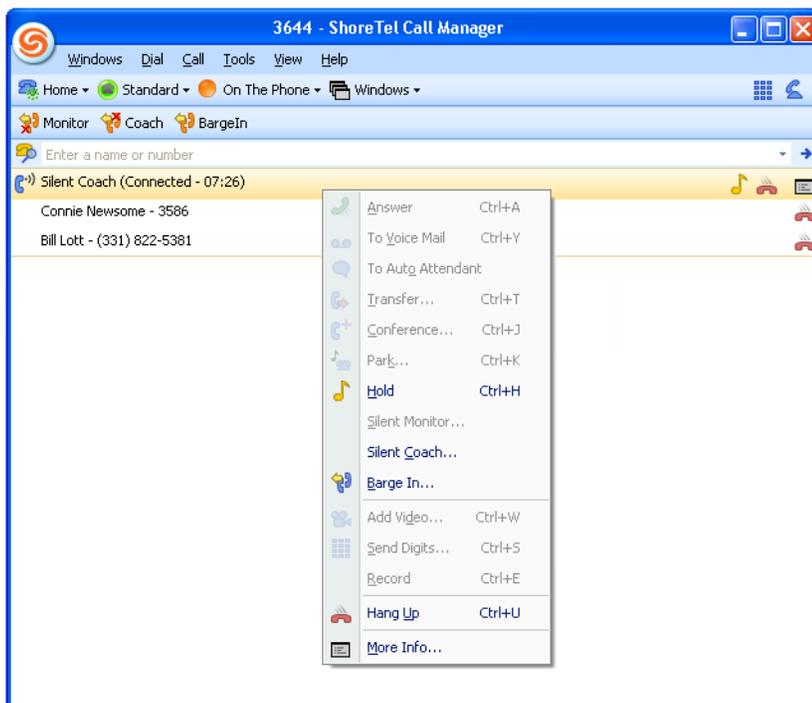 3644 - ShoreTel Call Manager
Windows Dial Call Tools View Help
Home Standard On The Phone Windows
Monitor Coach BargeIn
Enter a name or number
Silent Coach (Connected - 07:26)
Connie Newsome - 3586
Bill Lott - (331) 822-5381
Answer Ctrl+A
To Voice Mail Ctrl+Y
To Auto Attendant
Transfer... Ctrl+T
Conference... Ctrl+J
Park... Ctrl+K
Hold Ctrl+H
Silent Monitor...
Silent Coach...
Barge In...
Add Video... Ctrl+W
Send Digits... Ctrl+S
Record Ctrl+E
Hang Up Ctrl+U
More Info...